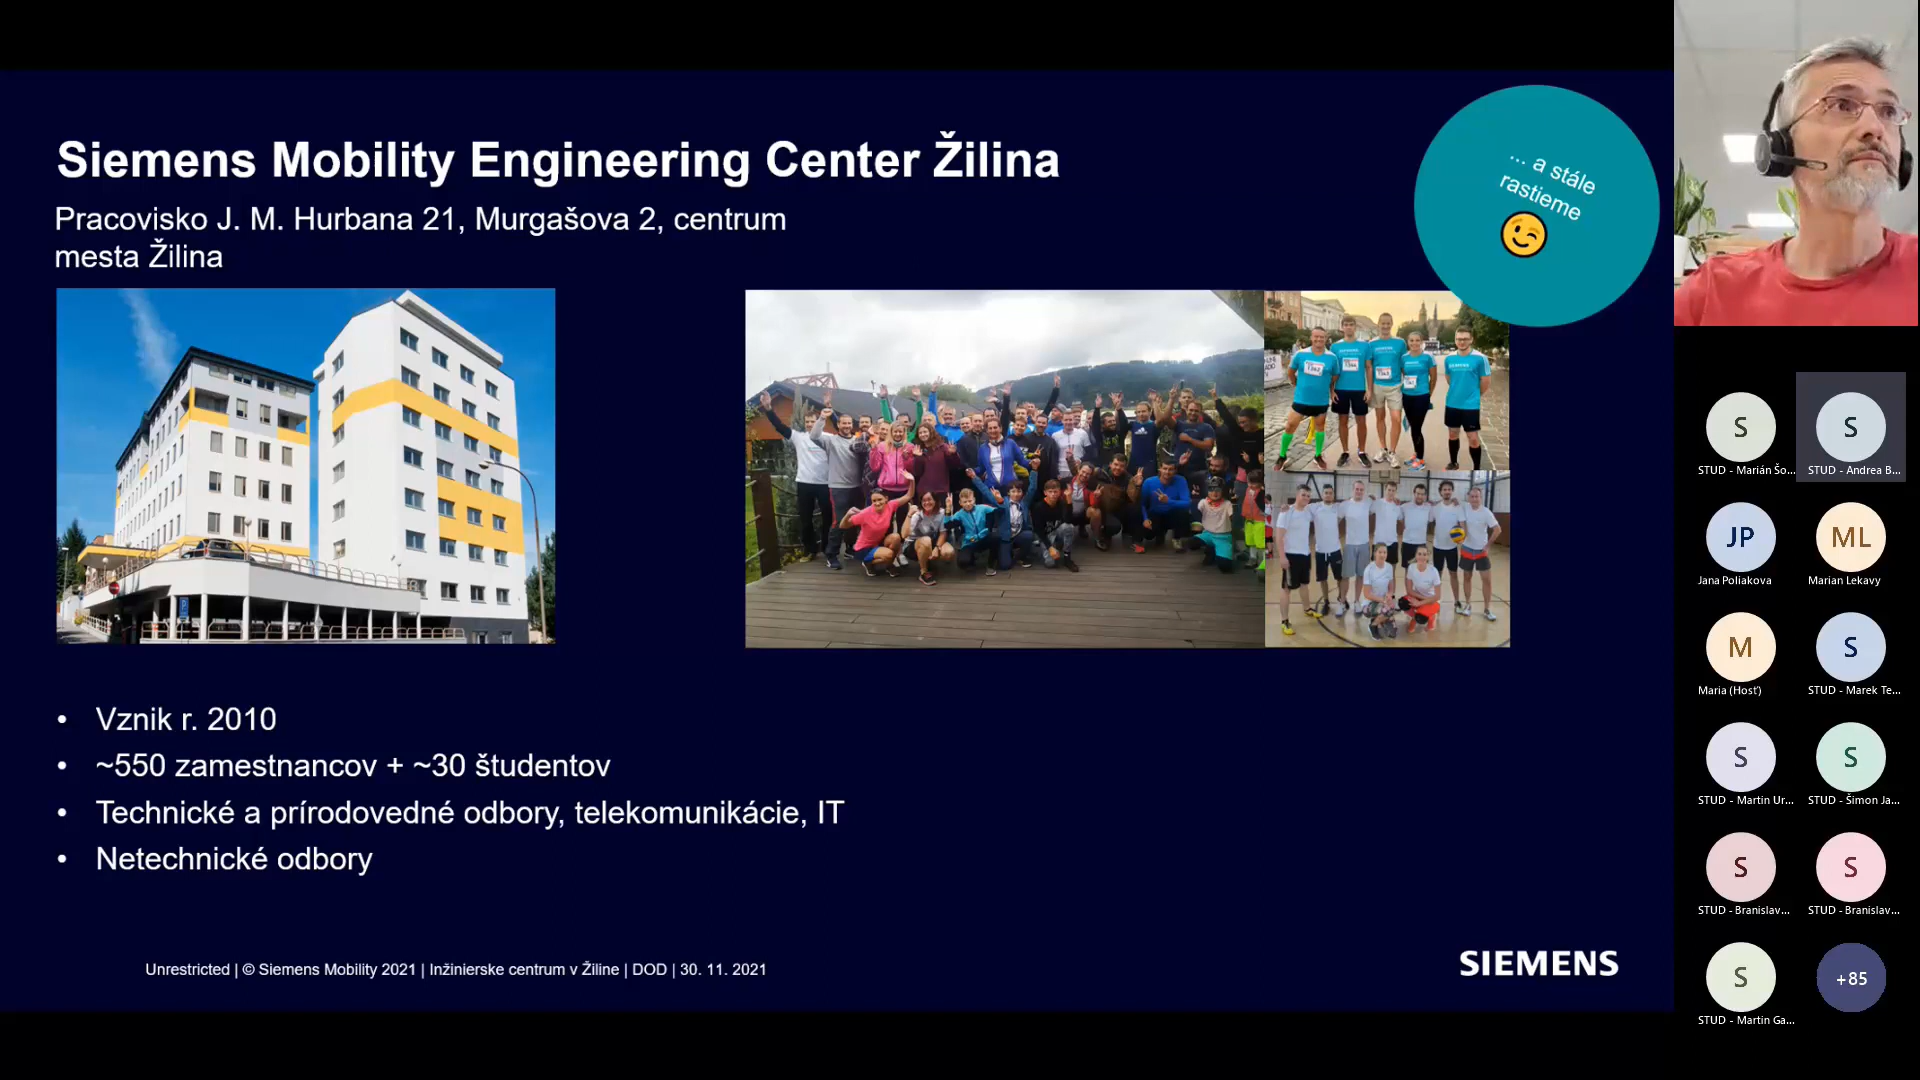 Siemens Mobility Engineering Center Žilina
Pracovisko J. M. Hurbana 21, Murgašova 2, centrum
mesta Žilina
... a stále
rastieme
• Vznik r. 2010
• ~550 zamestnancov + ~30 študentov
• Technické a prírodovedné odbory, telekomunikácie, IT
• Netechnické odbory
Unrestricted | © Siemens Mobility 2021 | Inžinierske centrum v Žiline | DOD | 30. 11. 2021
SIEMENS
S
STUD - Marián Šo...
S
STUD - Andrea B...
JP
Jana Poliakova
ML
Marian Lekavy
M
Maria (Hosť)
S
STUD - Marek Te...
S
STUD - Martin Ur...
S
STUD - Šimon Ja...
S
STUD - Branislav...
S
STUD - Branislav...
S
STUD - Martin Ga...
+85